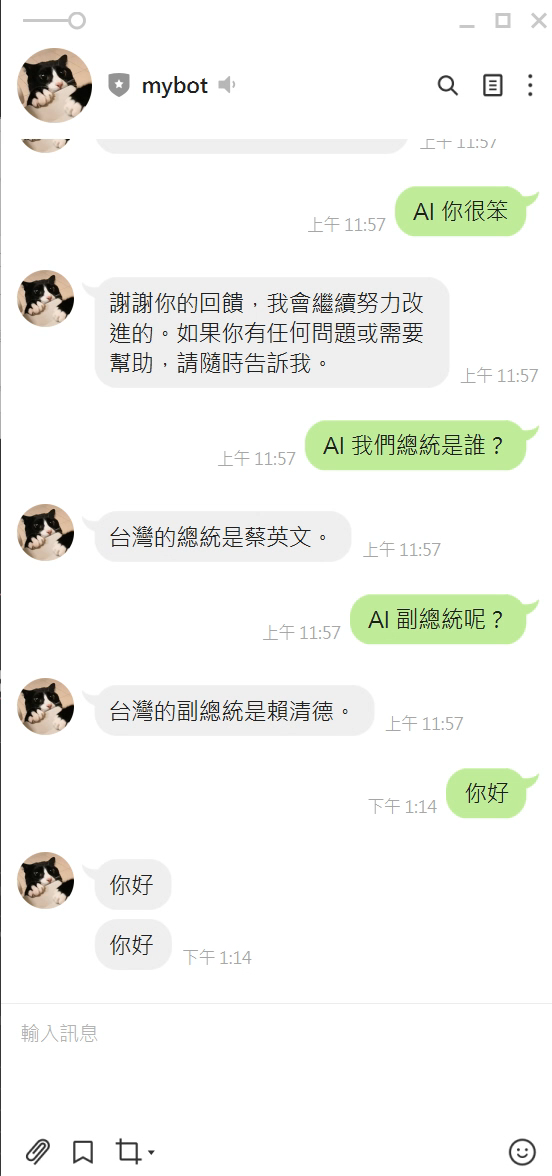 mybot
上午 11:57
AI 你很笨
上午 11:57
謝謝你的回饋，我會繼續努力改
進的。如果你有任何問題或需要
幫助，請隨時告訴我。
上午 11:57
AI 我們總統是誰？
上午 11:57
台灣的總統是蔡英文。
上午 11:57
AI 副總統呢？
上午 11:57
台灣的副總統是賴清德。
上午 11:57
你好
下午 1:14
你好
你好
下午 1:14
輸入訊息